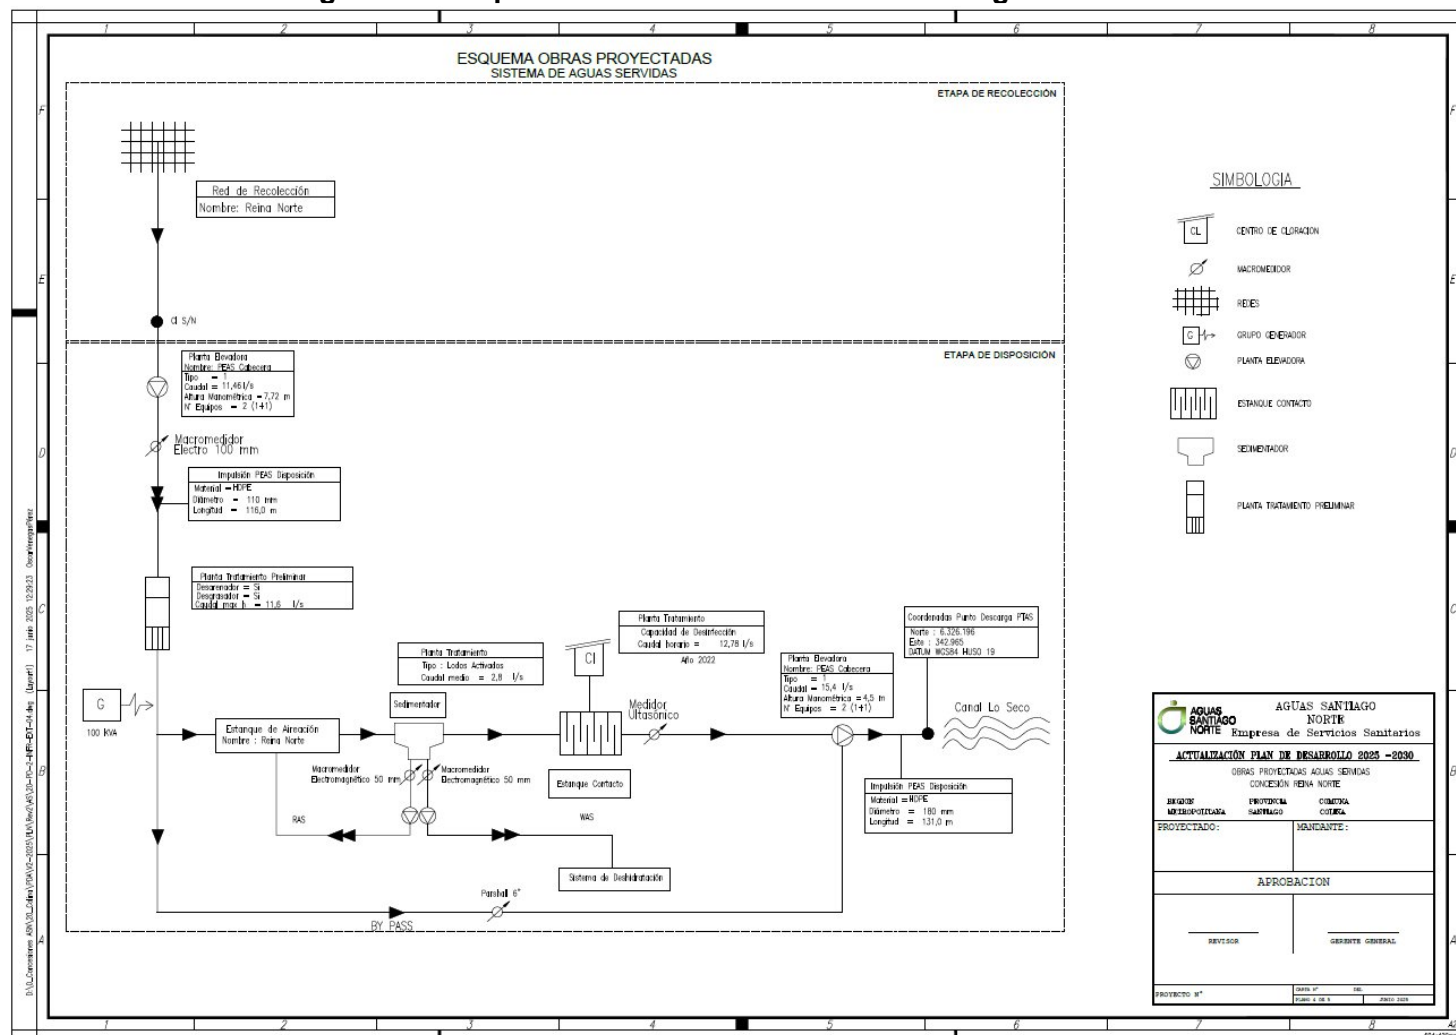 ESQUEMA OBRAS PROYECTADAS
SISTEMA DE AGUAS SERVIDAS
ETAPA DE RECOLECCIÓN
Red de Recolección
Nombre: Reina Norte
CI S/N
ETAPA DE DISPOSICIÓN
Planta Elevadora
Nombre: PEAS Cabecera
Tipo = 1
Caudal = 11,46 l/s
Altura Manométrica = 7,72 m
N° Equipos = 2 (1+1)
Macromedidor
Electro 100 mm
Impulsión PEAS Disposición
Material = HDPE
Diámetro = 110 mm
Longitud = 116,0 m
Planta Tratamiento Preliminar
Desarenador = Si
Desgrasador = Si
Caudal max h = 11,6 l/s
G
100 KVA
Estanque de Aireación
Nombre : Reina Norte
Planta Tratamiento
Tipo : Lodos Activados
Caudal medio = 2,8 l/s
Sedimentador
Macromedidor
Electromagnético 50 mm
Macromedidor
Electromagnético 50 mm
RAS
WAS
Cl
Estanque Contacto
Planta Tratamiento
Capacidad de Desinfección
Caudal horario = 12,78 l/s
Año 2022
Medidor
Ultasónico
Sistema de Deshidratación
Parshall 6"
BY PASS
Planta Elevadora
Nombre: PEAS Cabecera
Tipo = 1
Caudal = 15,4 l/s
Altura Manométrica = 4,5 m
N° Equipos = 2 (1+1)
Coordenadas Punto Descarga PTAS
Norte : 6.326.196
Este : 342.965
DATUM WGS84 HUSO 19
Canal Lo Seco
Impulsión PEAS Disposición
Material = HDPE
Diámetro = 180 mm
Longitud = 131,0 m
SIMBOLOGIA
CL
CENTRO DE CLORACION
MACROMEDIDOR
REDES
G
GRUPO GENERADOR
PLANTA ELEVADORA
ESTANQUE CONTACTO
SEDIMENTADOR
PLANTA TRATAMIENTO PRELIMINAR
AGUAS
SANTIAGO
NORTE
AGUAS SANTIAGO
NORTE
Empresa de Servicios Sanitarios
ACTUALIZACIÓN PLAN DE DESARROLLO 2025 -2030
OBRAS PROYECTADAS AGUAS SERVIDAS
CONCESIÓN REINA NORTE
REGION PROVINCIA COMUNA
METROPOLITANA SANTIAGO COLINA
PROYECTADO: MANDANTE:
APROBACION
REVISOR GERENTE GENERAL
PROYECTO N°
JUNIO 2025
1 2 3 4 5 6 7 8
F
E
D
C
B
A